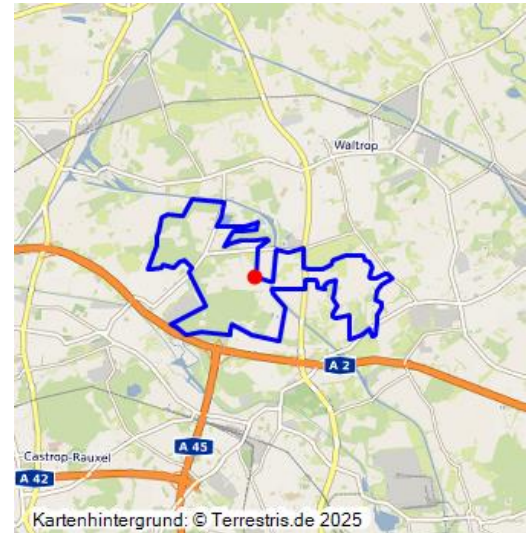 Waltrop
A 2
A 45
Castrop-Rauxel
A 42
Kartenhintergrund: © Terrestris.de 2025